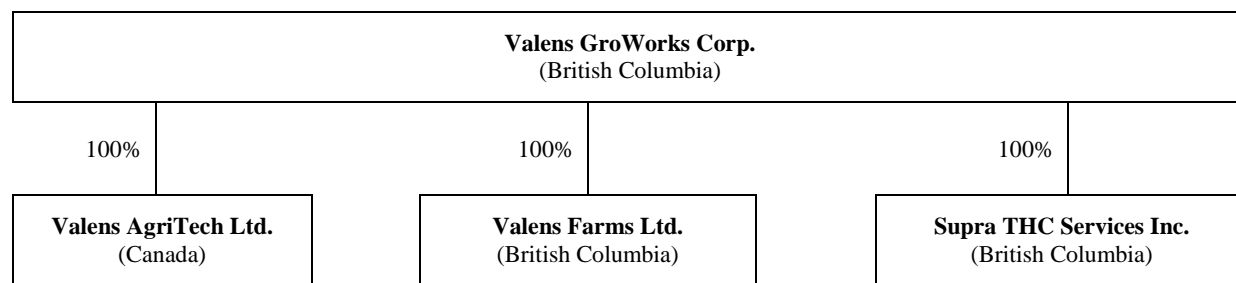 Valens GroWorks Corp.
(British Columbia)
100%
100%
100%
Valens AgriTech Ltd.
(Canada)
Valens Farms Ltd.
(British Columbia)
Supra THC Services Inc.
(British Columbia)